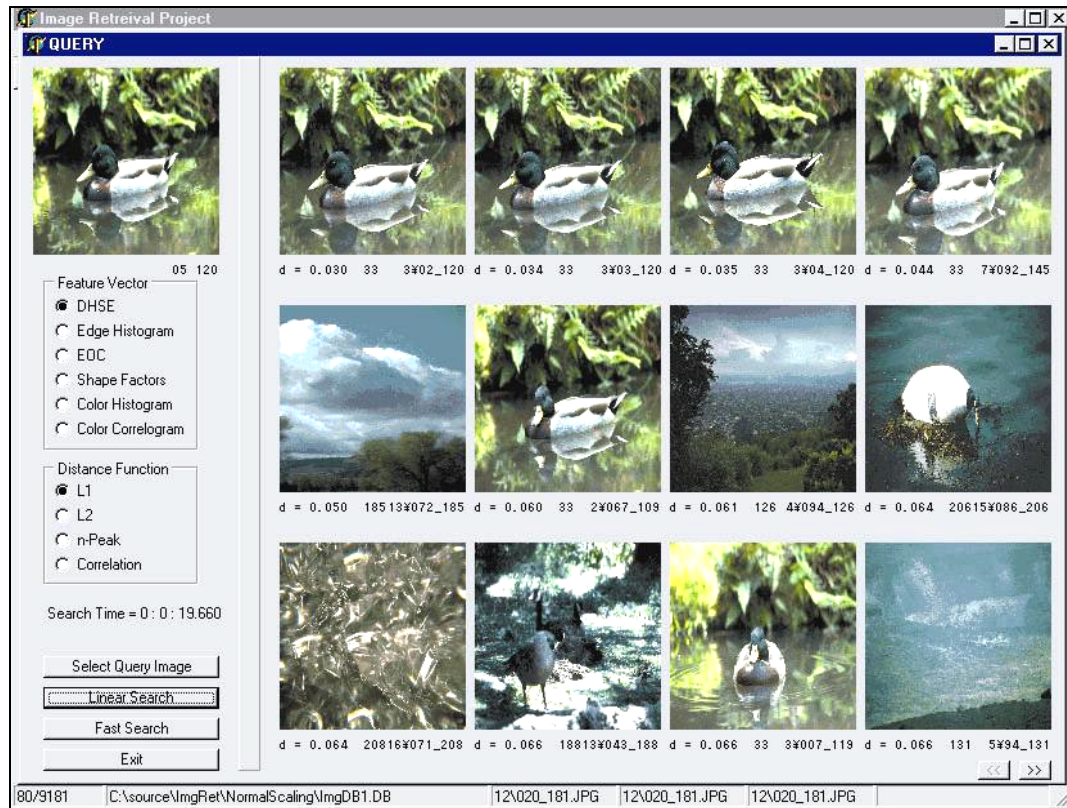 Image Retreival Project
QUERY
05 120
Feature Vector
DHSE
Edge Histogram
EOC
Shape Factors
Color Histogram
Color Correlogram
Distance Function
L1
L2
n-Peak
Correlation
Search Time = 0 : 0 : 19.660
Select Query Image
Linear Search
Fast Search
Exit
d = 0.030 33 3¥02_120 d = 0.034 33 3¥03_120 d = 0.035 33 3¥04_120 d = 0.044 33 7¥092_145
d = 0.050 18513¥072_185 d = 0.060 33 2¥067_109 d = 0.061 126 4¥094_126 d = 0.064 20615¥086_206
d = 0.064 20816¥071_208 d = 0.066 18813¥043_188 d = 0.066 33 3¥007_119 d = 0.066 131 5¥94_131
<< >>
80/9181 C:\source\ImgRet\NormalScaling\ImgDB1.DB 12\020_181.JPG 12\020_181.JPG 12\020_181.JPG